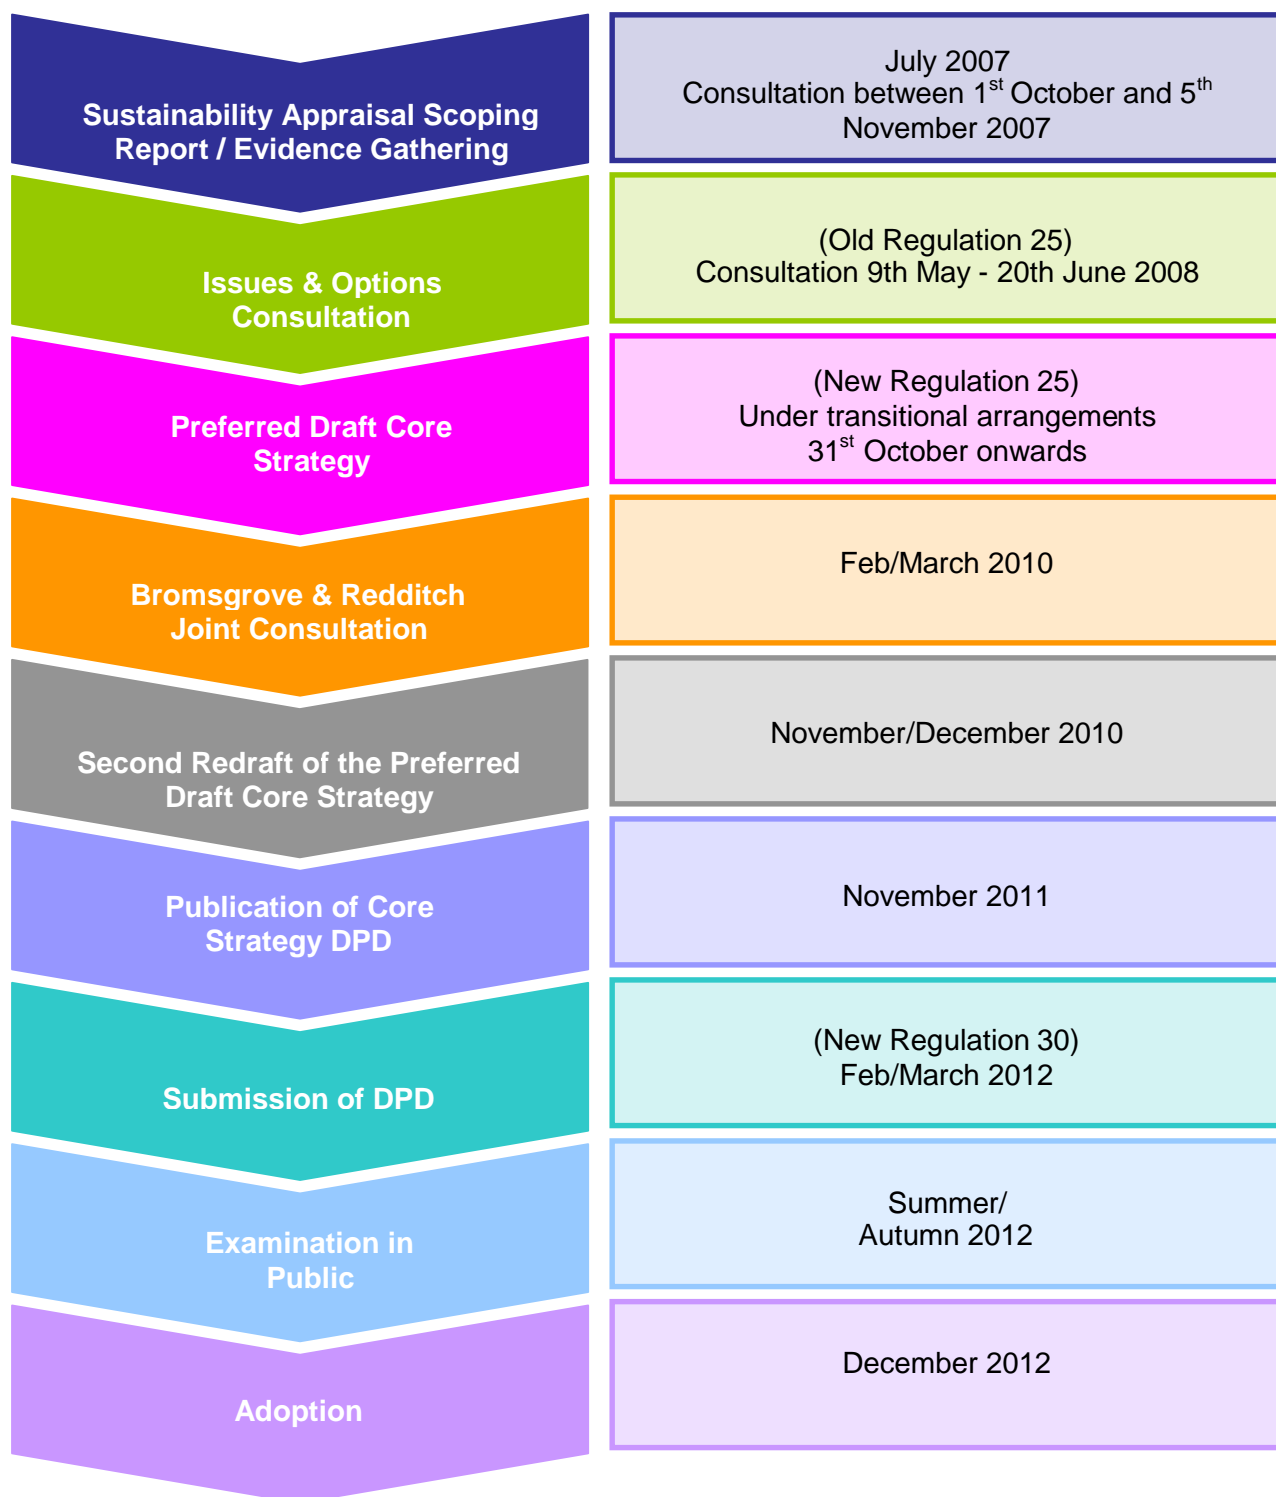 Sustainability Appraisal Scoping
Report / Evidence Gathering
July 2007
Consultation between 1st October and 5th
November 2007
Issues & Options
Consultation
(Old Regulation 25)
Consultation 9th May - 20th June 2008
Preferred Draft Core
Strategy
(New Regulation 25)
Under transitional arrangements
31st October onwards
Bromsgrove & Redditch
Joint Consultation
Feb/March 2010
Second Redraft of the Preferred
Draft Core Strategy
November/December 2010
Publication of Core
Strategy DPD
November 2011
Submission of DPD
(New Regulation 30)
Feb/March 2012
Examination in
Public
Summer/
Autumn 2012
Adoption
December 2012